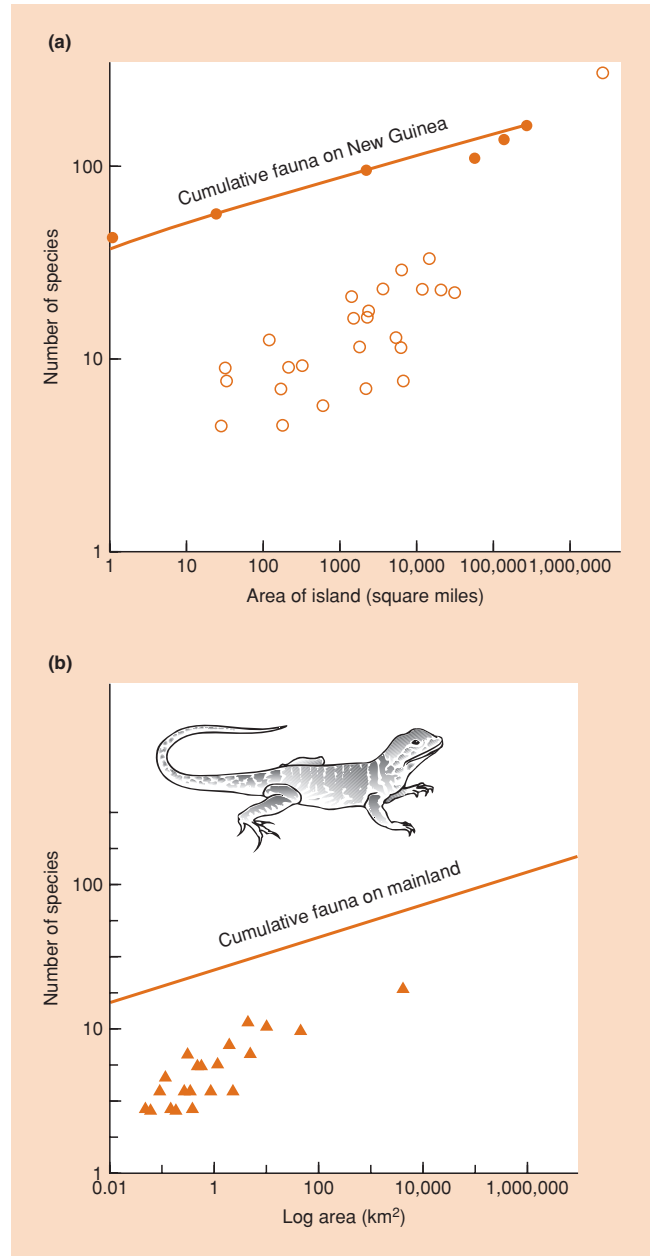 (a)
Number of species
100
10
1
Cumulative fauna on New Guinea
1 10 100 1000 10,000 100,000 1,000,000
Area of island (square miles)
(b)
Number of species
100
10
1
Cumulative fauna on mainland
0.01 1 100 10,000 1,000,000
Log area (km²)